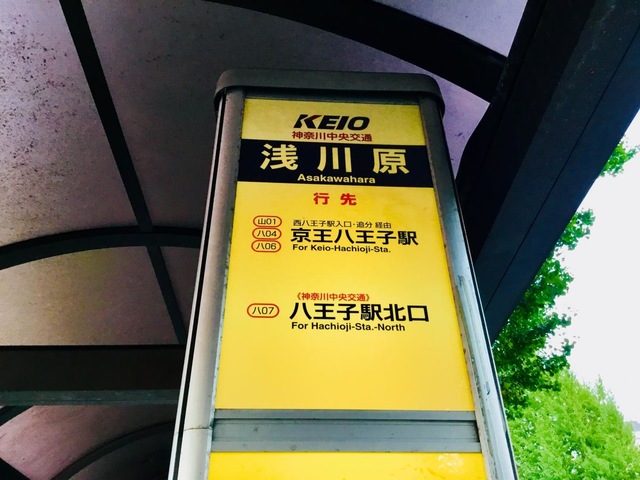 KEIO
神奈川中央交通
浅川原
Asakawahara
行先
山01 西八王子駅入口・追分 経由
八04 京王八王子駅
八06 For Keio-Hachioji-Sta.
《神奈川中央交通》
八07 八王子駅北口
For Hachioji-Sta.-North